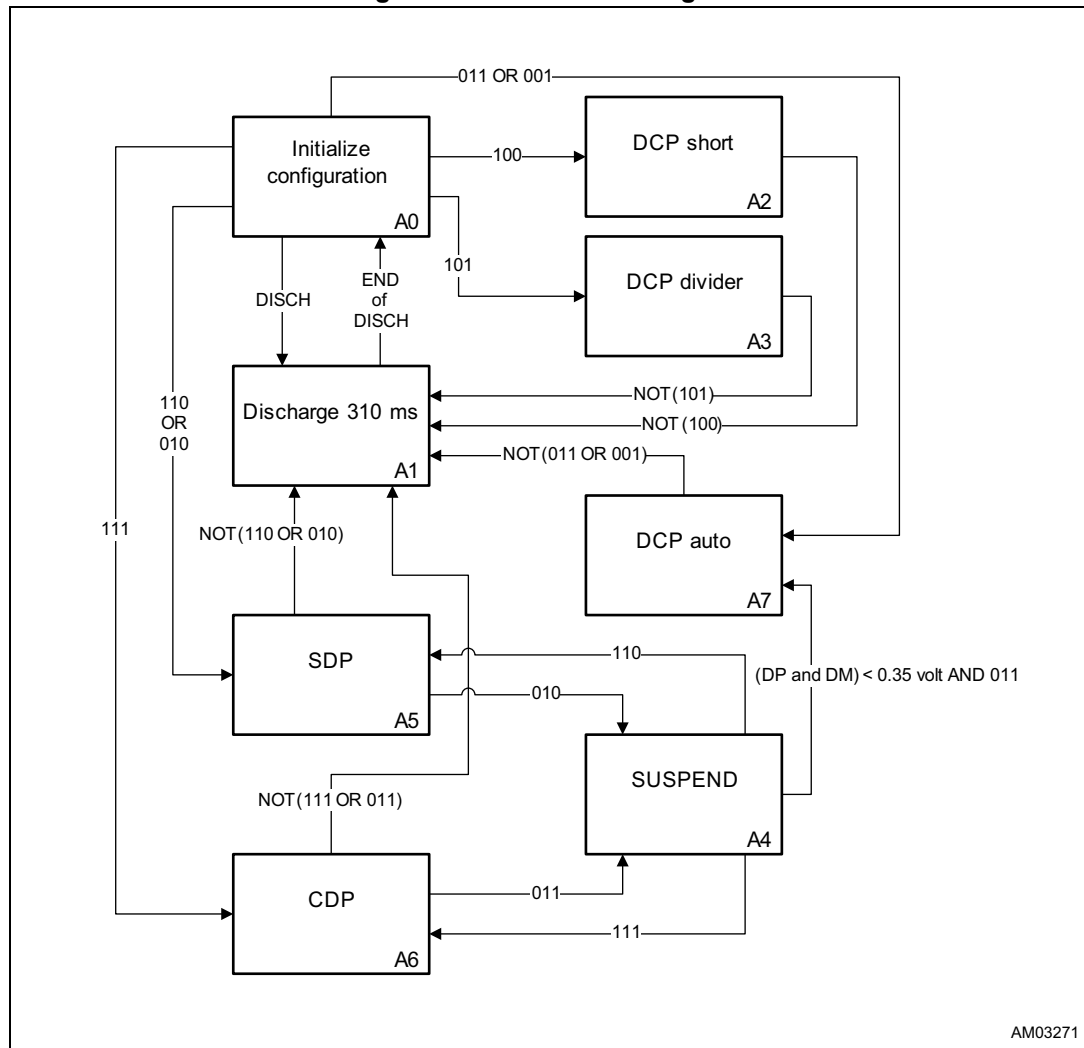 011 OR 001
Initialize
configuration
A0
100
DCP short
A2
101
DCP divider
A3
DISCH
END
of
DISCH
110
OR
010
Discharge 310 ms
A1
NOT(101)
NOT(100)
NOT(011 OR 001)
111
NOT(110 OR 010)
DCP auto
A7
SDP
A5
110
010
(DP and DM) < 0.35 volt AND 011
SUSPEND
A4
NOT(111 OR 011)
CDP
A6
011
111
AM03271